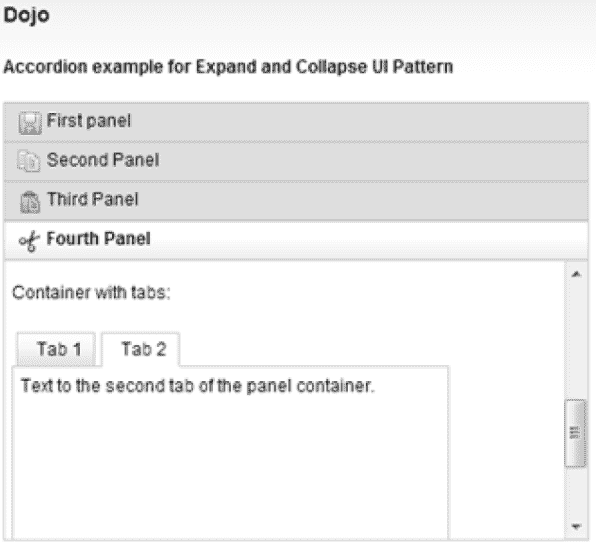 Dojo
Accordion example for Expand and Collapse UI Pattern
First panel
Second Panel
Third Panel
Fourth Panel
Container with tabs:
Tab 1 Tab 2
Text to the second tab of the panel container.